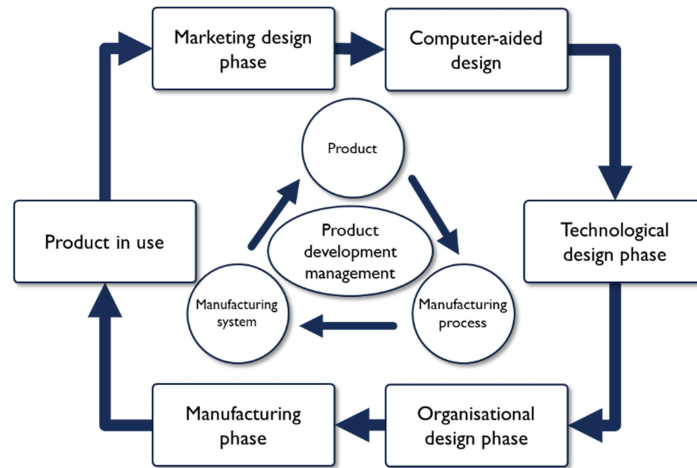 Marketing design
phase
Computer-aided
design
Product
Product in use
Product
development
management
Technological
design phase
Manufacturing
system
Manufacturing
process
Manufacturing
phase
Organisational
design phase